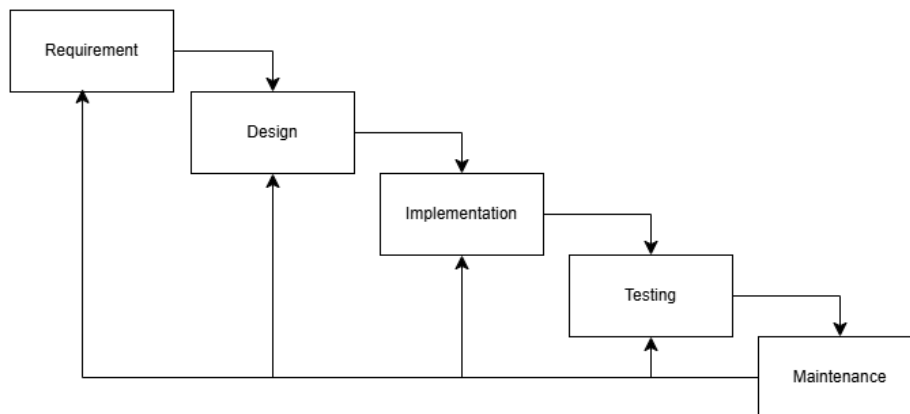 Requirement
Design
Implementation
Testing
Maintenance